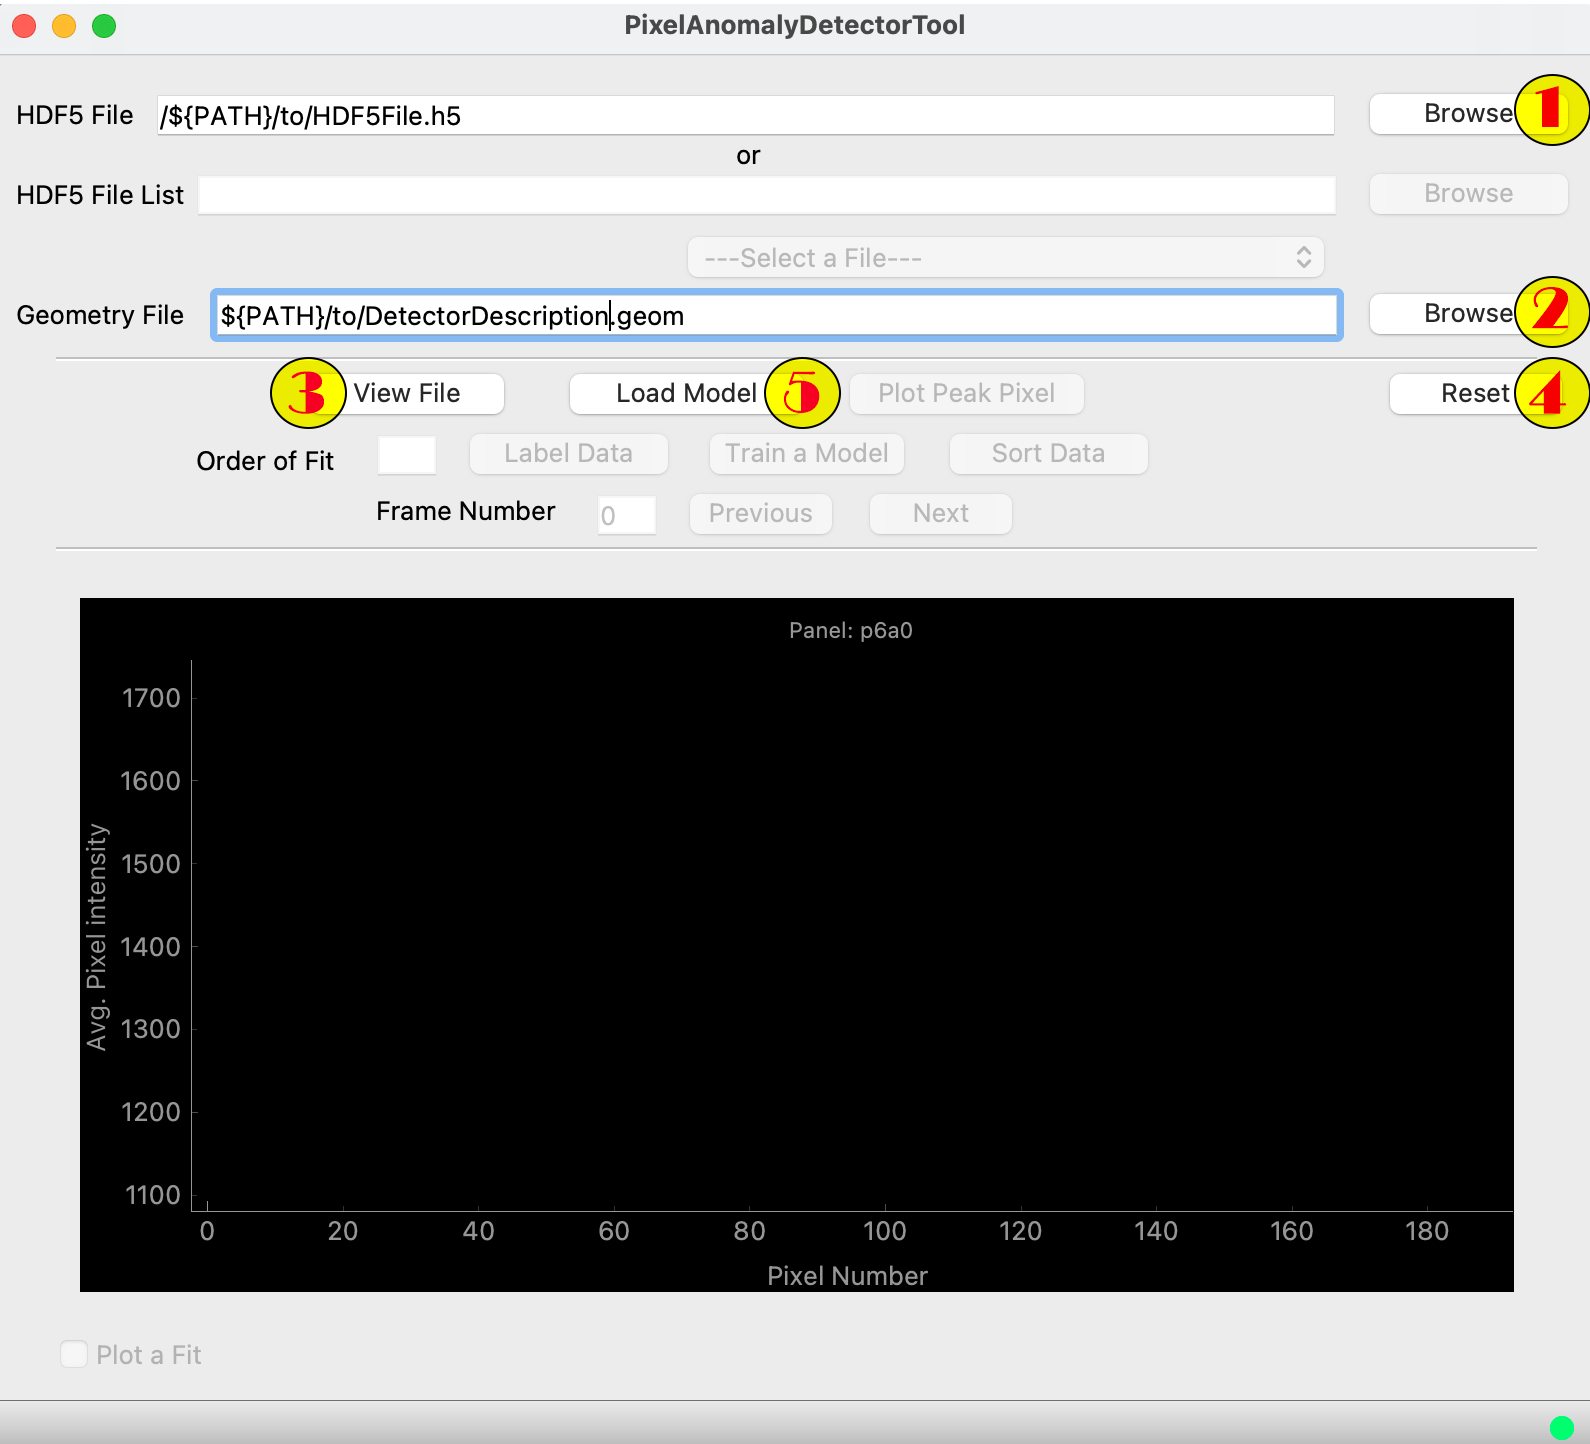 PixelAnomalyDetectorTool
HDF5 File /${PATH}/to/HDF5File.h5 Browse 1
or
HDF5 File List Browse
---Select a File---
Geometry File ${PATH}/to/DetectorDescription.geom Browse 2
3 View File Load Model 5 Plot Peak Pixel Reset 4
Order of Fit Label Data Train a Model Sort Data
Frame Number 0 Previous Next
Panel: p6a0
1700
1600
1500
1400
1300
1200
1100
Avg. Pixel intensity
0 20 40 60 80 100 120 140 160 180
Pixel Number
Plot a Fit